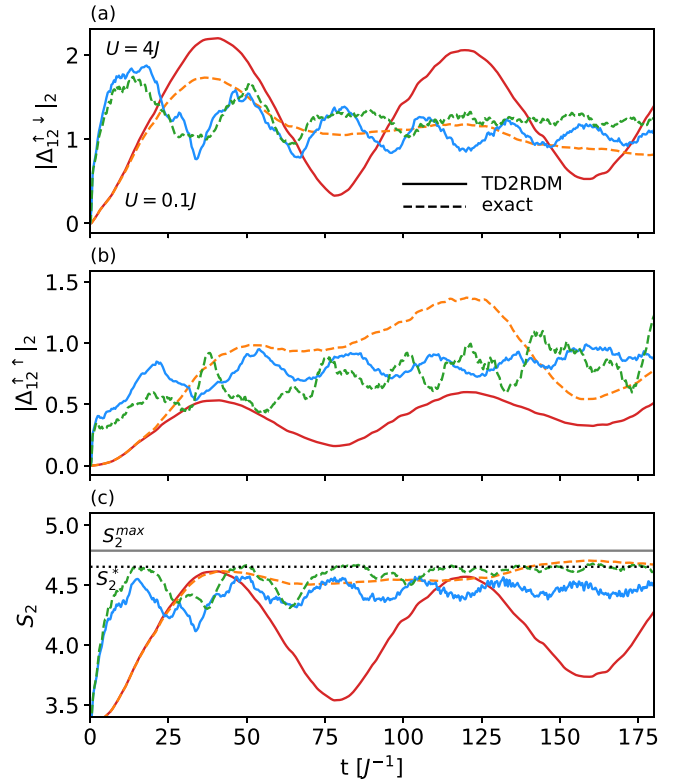 (a)
U = 4J
2
1
0
|Δ₁₂^{↑↓}|₂
U = 0.1J
TD2RDM
exact
(b)
1.5
1.0
0.5
0.0
|Δ₁₂^{↑↑}|₂
(c)
5.0
4.5
4.0
3.5
S₂
S₂^{max}
S₂^{*}
0 25 50 75 100 125 150 175
t [J⁻¹]